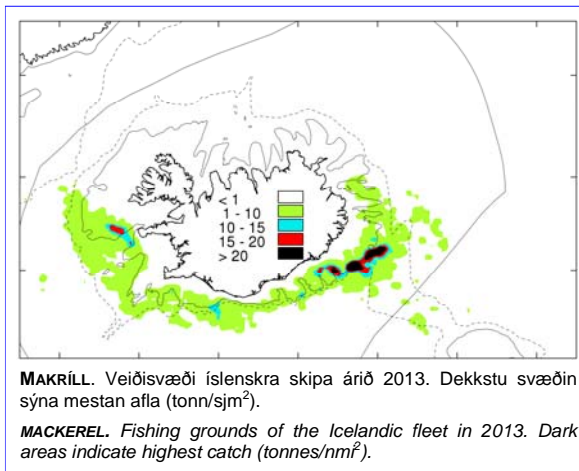 < 1
1 - 10
10 - 15
15 - 20
> 20
MAKRÍLL. Veiðisvæði íslenskra skipa árið 2013. Dekkstu svæðin
sýna mestan afla (tonn/sjm²).
MACKEREL. Fishing grounds of the Icelandic fleet in 2013. Dark
areas indicate highest catch (tonnes/nmi²).